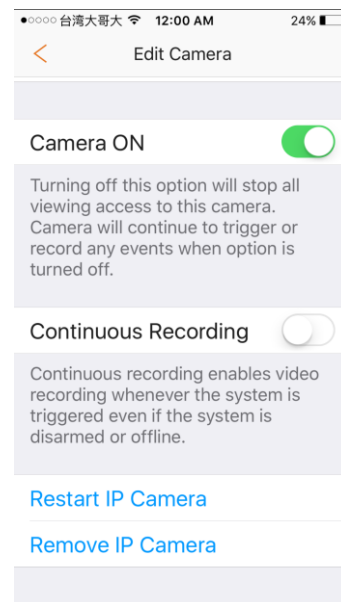 台湾大哥大 12:00 AM 24%
Edit Camera
Camera ON
Turning off this option will stop all
viewing access to this camera.
Camera will continue to trigger or
record any events when option is
turned off.
Continuous Recording
Continuous recording enables video
recording whenever the system is
triggered even if the system is
disarmed or offline.
Restart IP Camera
Remove IP Camera